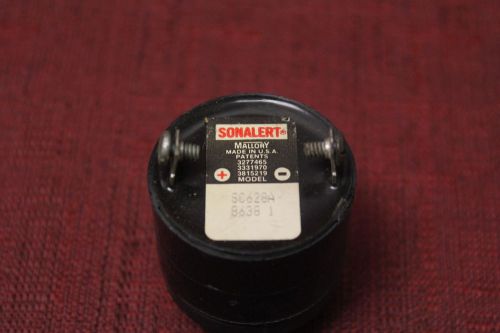 SONALERT®
MALLORY
MADE IN U.S.A.
PATENTS
3277465
3331970
3815219
MODEL
+
−
SC628A
8638 1